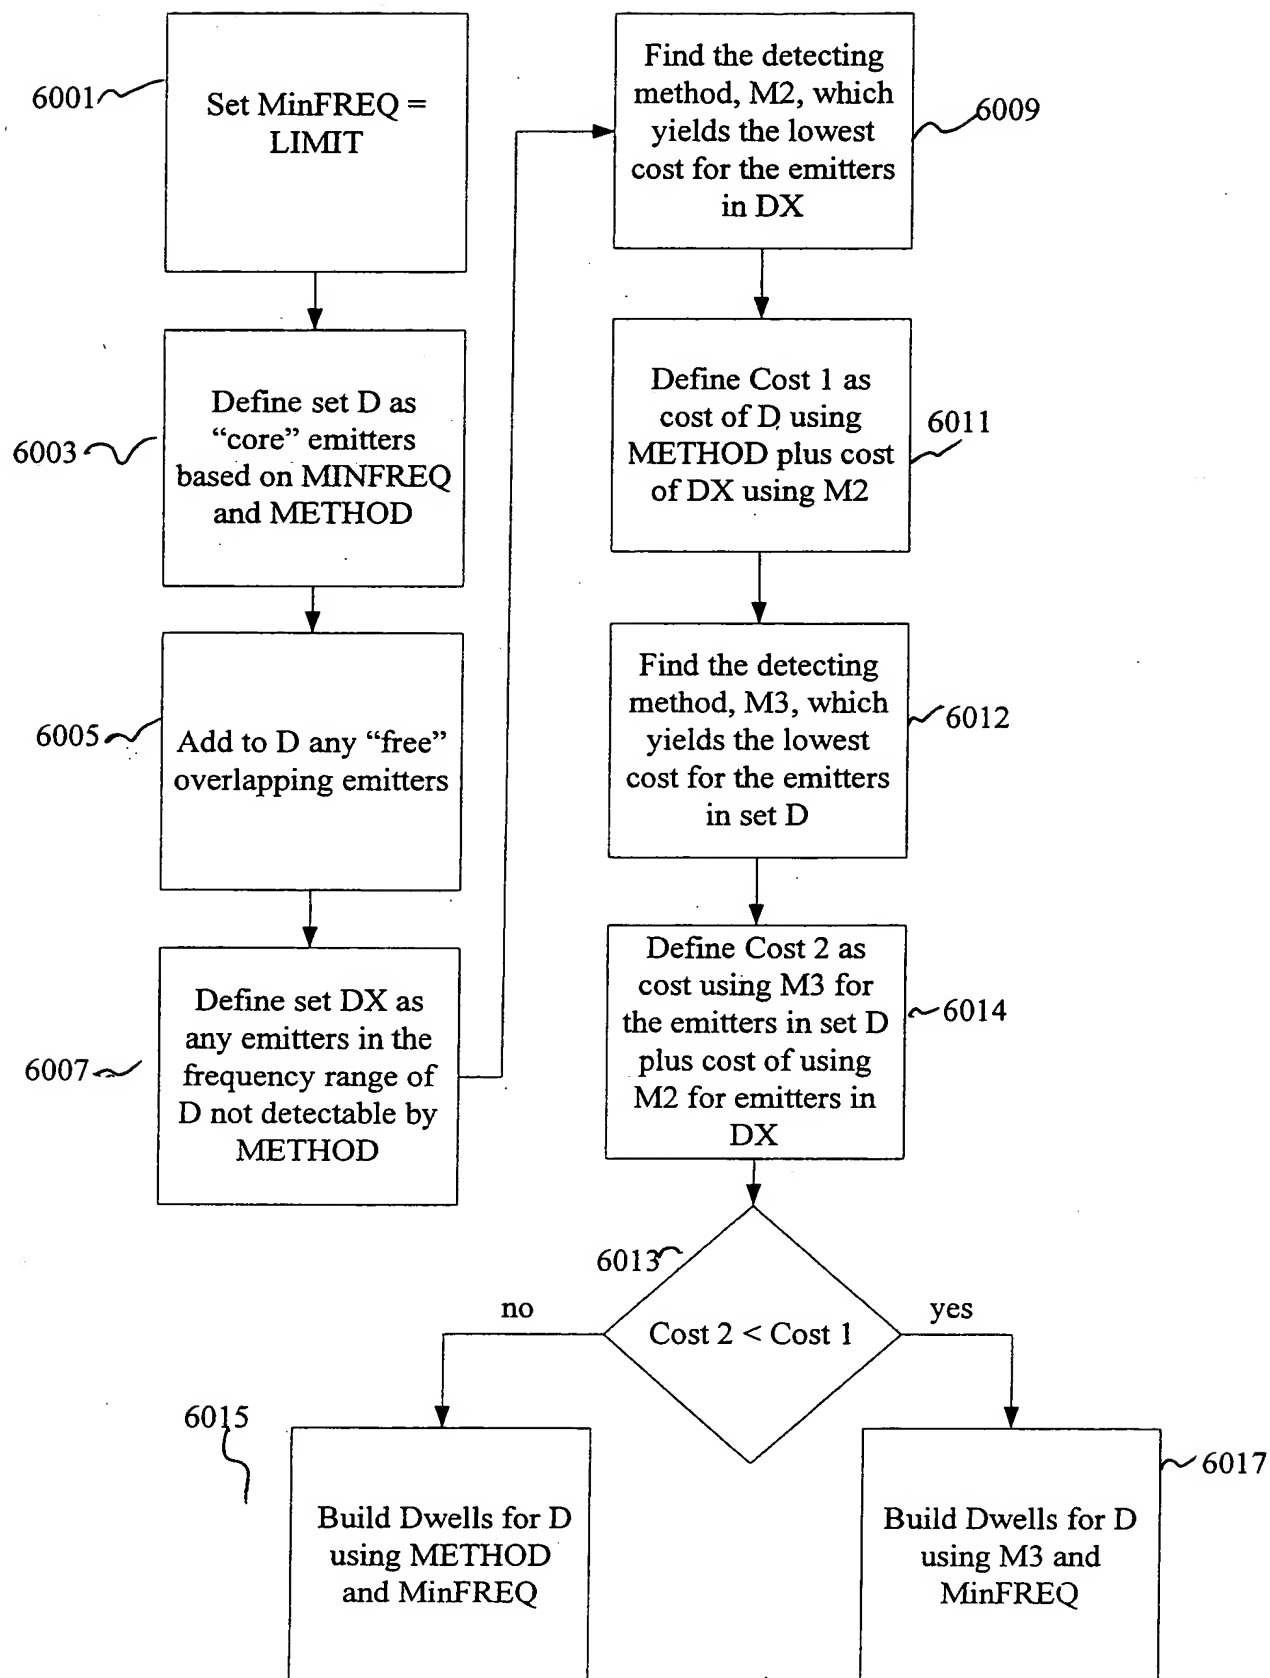 6001
Set MinFREQ =
LIMIT
6003
Define set D as
“core” emitters
based on MINFREQ
and METHOD
6005
Add to D any “free”
overlapping emitters
6007
Define set DX as
any emitters in the
frequency range of
D not detectable by
METHOD
Find the detecting
method, M2, which
yields the lowest
cost for the emitters
in DX
6009
Define Cost 1 as
cost of D using
METHOD plus cost
of DX using M2
6011
Find the detecting
method, M3, which
yields the lowest
cost for the emitters
in set D
6012
Define Cost 2 as
cost using M3 for
the emitters in set D
plus cost of using
M2 for emitters in
DX
6014
6013
Cost 2 < Cost 1
no
yes
6015
Build Dwells for D
using METHOD
and MinFREQ
6017
Build Dwells for D
using M3 and
MinFREQ